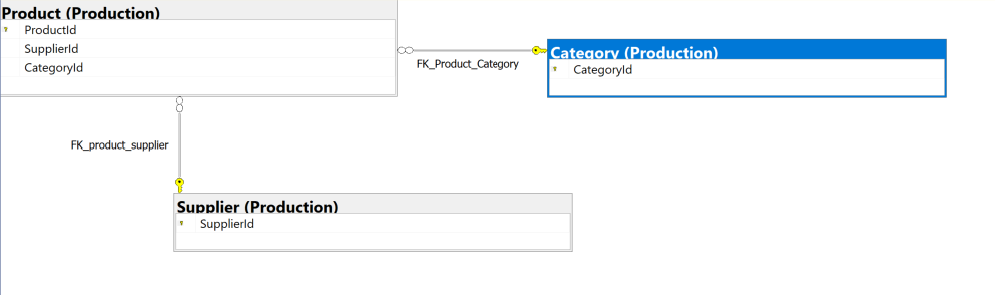 Product (Production)
ProductId
SupplierId
CategoryId
FK_Product_Category
Category (Production)
CategoryId
FK_product_supplier
Supplier (Production)
SupplierId